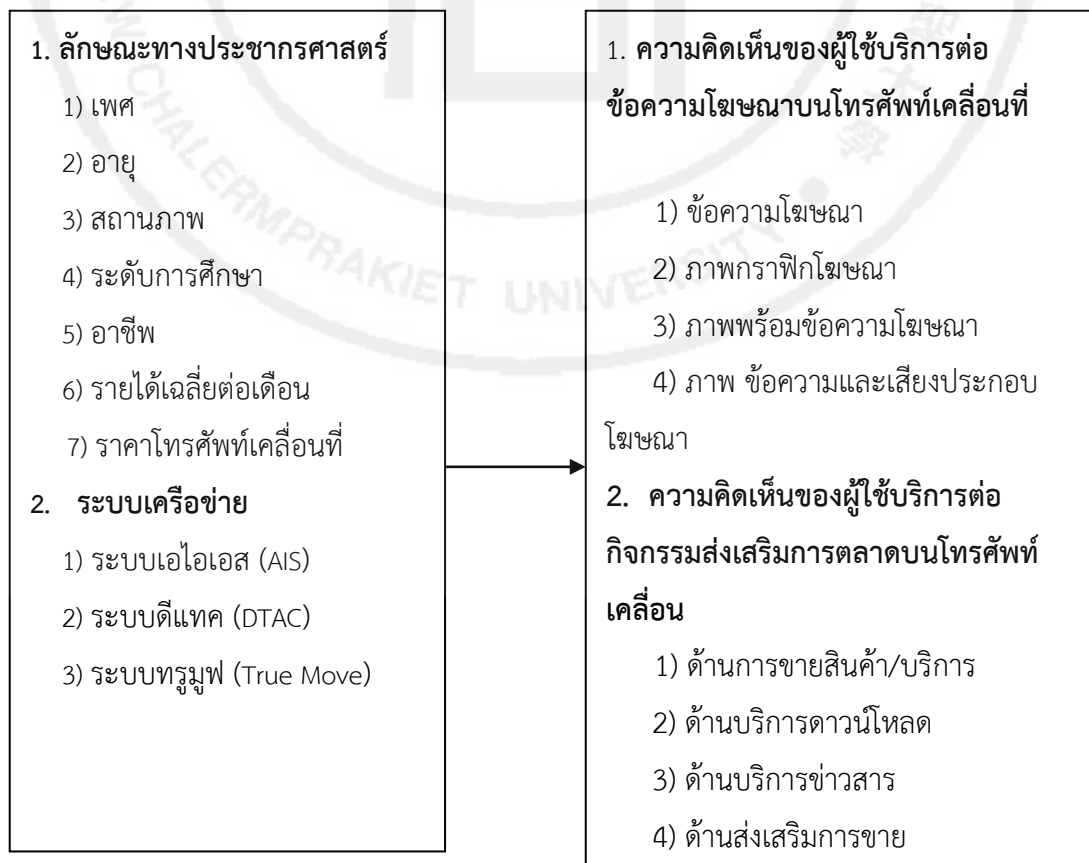 1. ลักษณะทางประชากรศาสตร์
1) เพศ
2) อายุ
3) สถานภาพ
4) ระดับการศึกษา
5) อาชีพ
6) รายได้เฉลี่ยต่อเดือน
7) ราคาโทรศัพท์เคลื่อนที่
2. ระบบเครือข่าย
1) ระบบเอไอเอส (AIS)
2) ระบบดีแทค (DTAC)
3) ระบบทรูมูฟ (True Move)
1. ความคิดเห็นของผู้ใช้บริการต่อ
ข้อความโฆษณาบนโทรศัพท์เคลื่อนที่
1) ข้อความโฆษณา
2) ภาพกราฟิกโฆษณา
3) ภาพพร้อมข้อความโฆษณา
4) ภาพ ข้อความและเสียงประกอบ
โฆษณา
2. ความคิดเห็นของผู้ใช้บริการต่อ
กิจกรรมส่งเสริมการตลาดบนโทรศัพท์
เคลื่อน
1) ด้านการขายสินค้า/บริการ
2) ด้านบริการดาวน์โหลด
3) ด้านบริการข่าวสาร
4) ด้านส่งเสริมการขาย
CHALERMPRAKIET UNIVERSITY